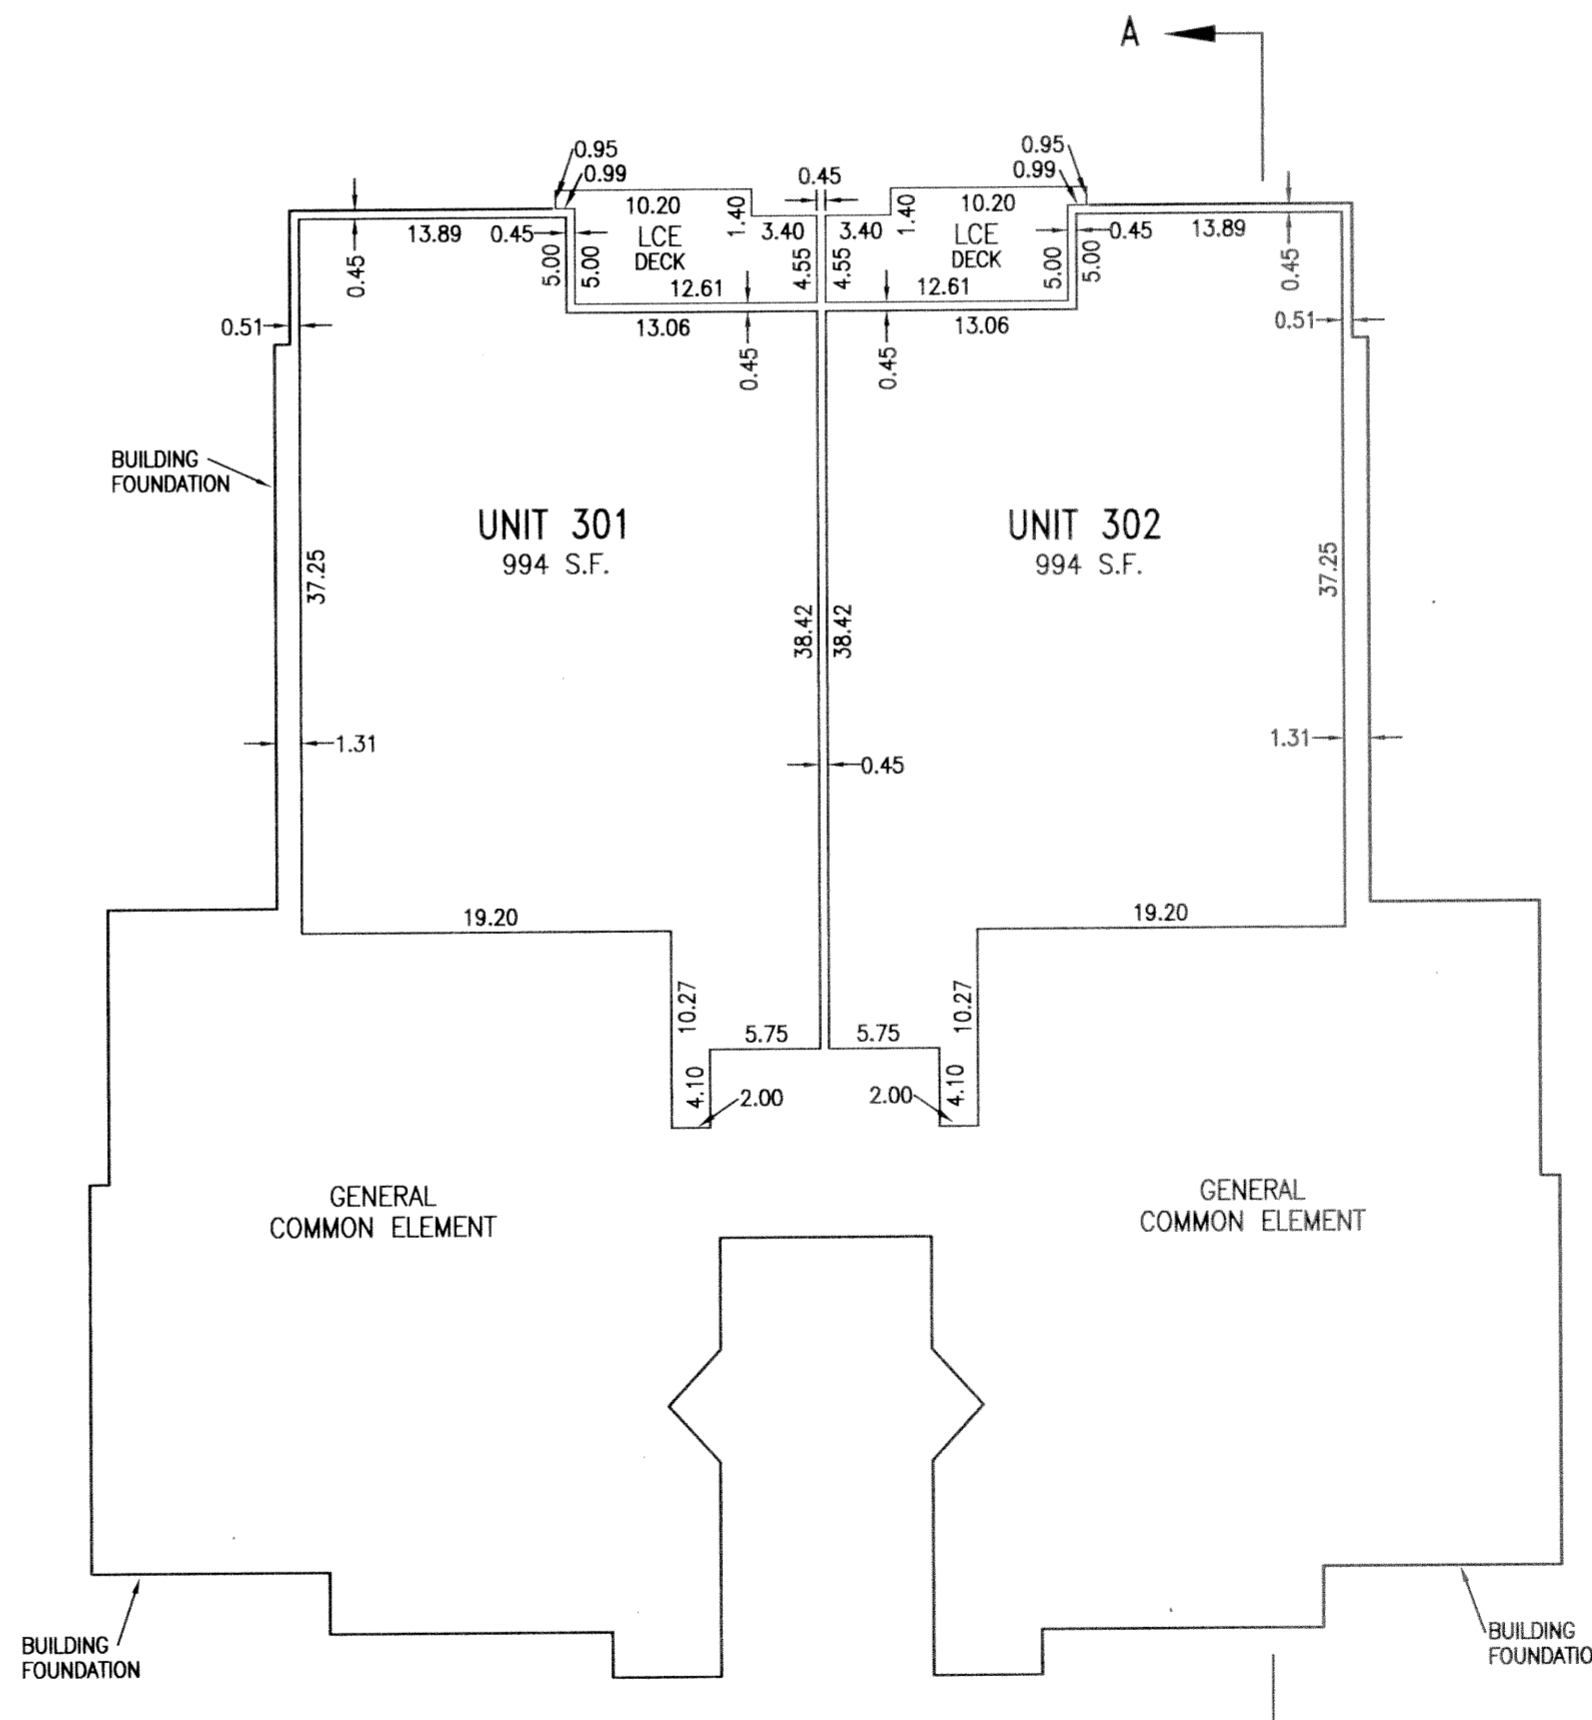 A
0.95
0.99
0.45
0.95
0.99
10.20
1.40
3.40
3.40
1.40
10.20
13.89
0.45
LCE
DECK
LCE
DECK
0.45
13.89
0.45
5.00
5.00
4.55
4.55
5.00
5.00
0.45
12.61
12.61
0.51
13.06
13.06
0.51
0.45
0.45
BUILDING
FOUNDATION
UNIT 301
994 S.F.
UNIT 302
994 S.F.
37.25
37.25
38.42
38.42
1.31
0.45
1.31
19.20
19.20
10.27
10.27
5.75
5.75
4.10
2.00
2.00
4.10
GENERAL
COMMON ELEMENT
GENERAL
COMMON ELEMENT
BUILDING
FOUNDATION
BUILDING
FOUNDATIO